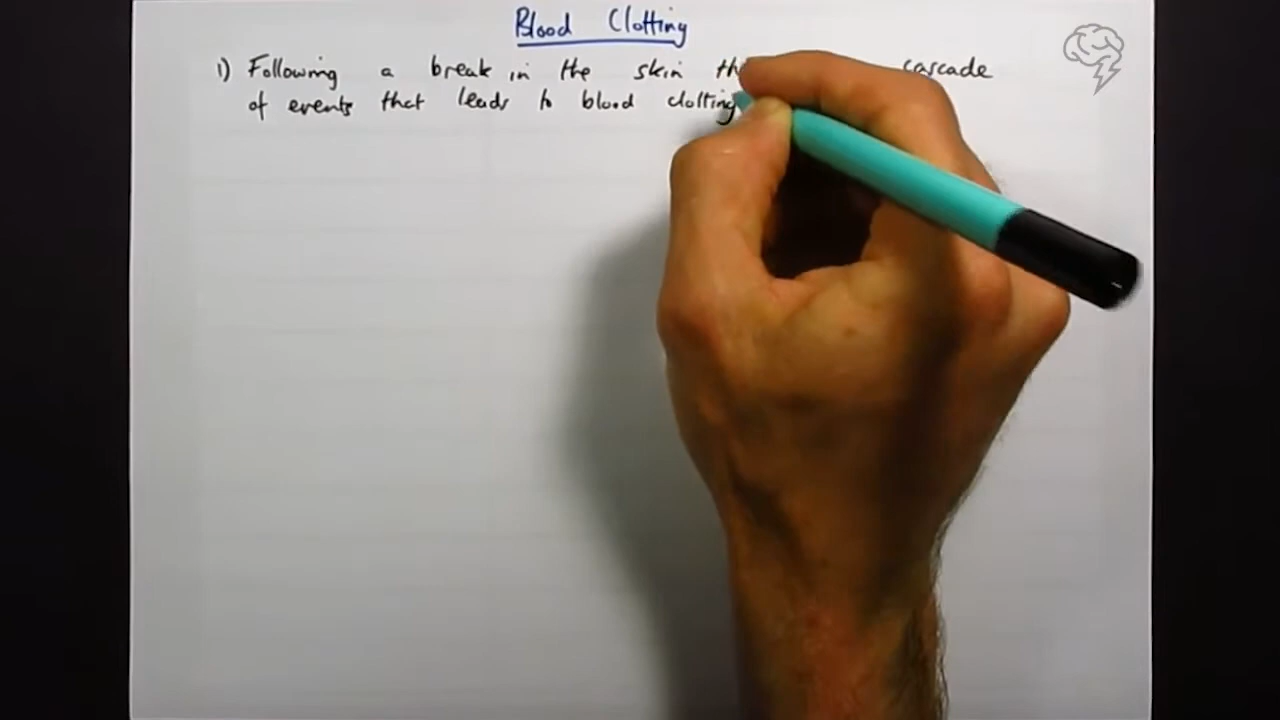 Blood Clotting
1) Following a break in the skin cascade
of events that leads to blood clotting